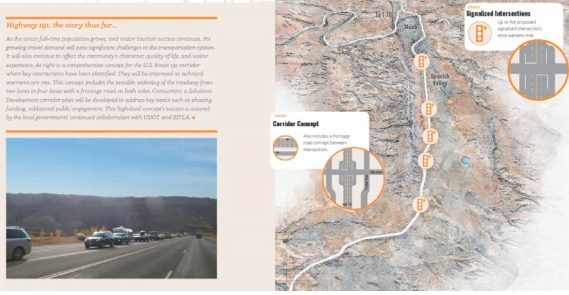 Highway 191, the story thus far...
As the area's full-time population grows, and visitor tourism success continues, the
growing travel demand will pose significant challenges to the transportation system.
It will also continue to affect the community's character, quality of life, and visitor
experience. At right is a comprehensive concept for the U.S. Route 191 corridor
where key intersections have been identified. They will be improved as technical
warrants are met. This concept includes the possible widening of the roadway from
two lanes to four lanes with a frontage road on both sides. Concurrent, a Solutions
Development corridor plan will be developed to address key topics such as phasing,
funding, additional public engagement. This high-level concept's success is assured
by the local governments' continued collaboration with UDOT and SITLA.
To I-70
Moab
Spanish
Valley
Signalized Intersections
Up to five proposed
signalized intersections
once warrants met
Corridor Concept
Also includes a frontage
road concept between
intersections